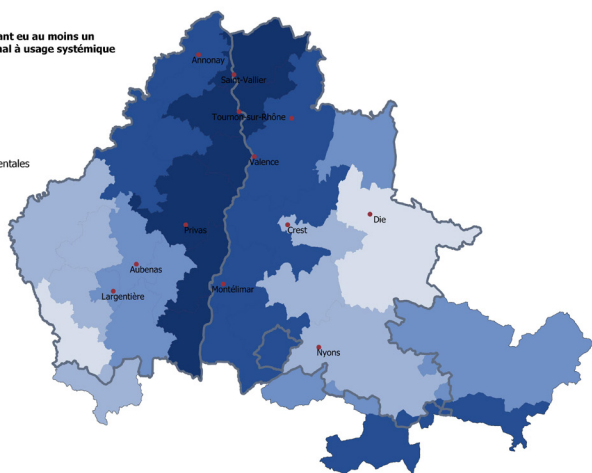 ant eu au moins un
nal à usage systémique
entales
Annonay
Saint-Vallier
Tournon-sur-Rhône
Valence
Privas
Crest
Die
Aubenas
Largentière
Montélimar
Nyons